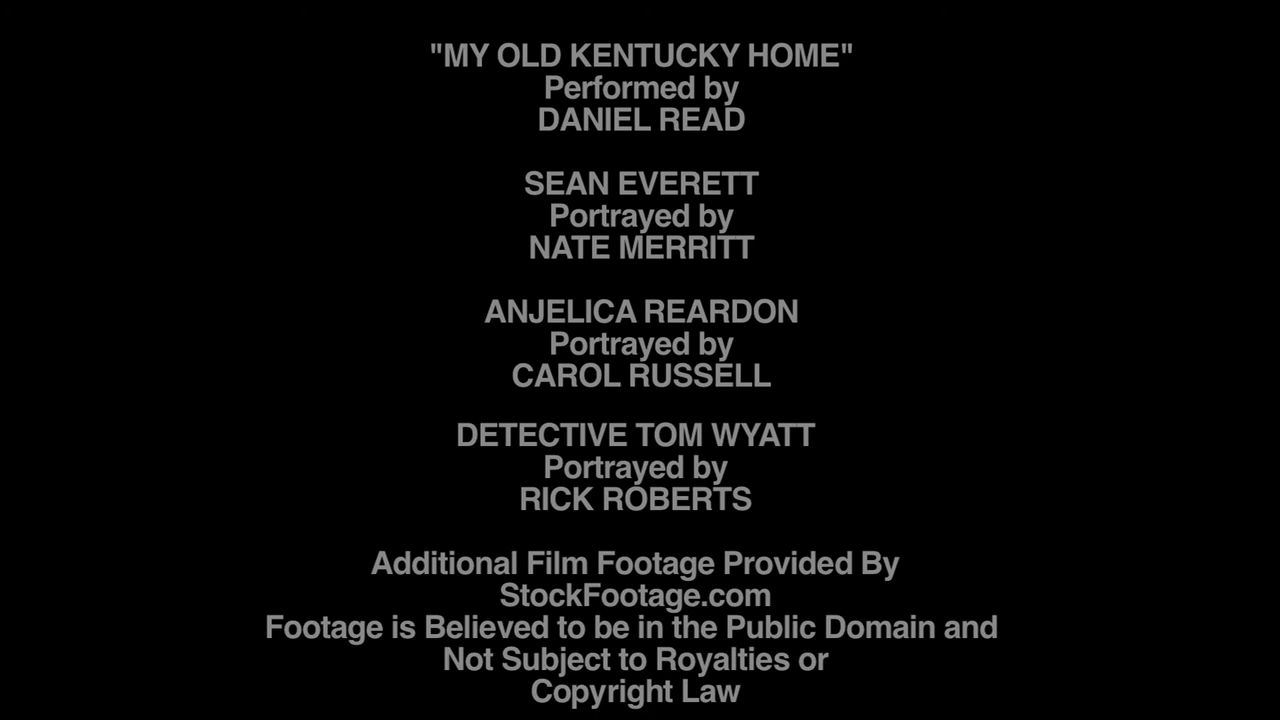 "MY OLD KENTUCKY HOME"
Performed by
DANIEL READ
SEAN EVERETT
Portrayed by
NATE MERRITT
ANJELICA REARDON
Portrayed by
CAROL RUSSELL
DETECTIVE TOM WYATT
Portrayed by
RICK ROBERTS
Additional Film Footage Provided By
StockFootage.com
Footage is Believed to be in the Public Domain and
Not Subject to Royalties or
Copyright Law